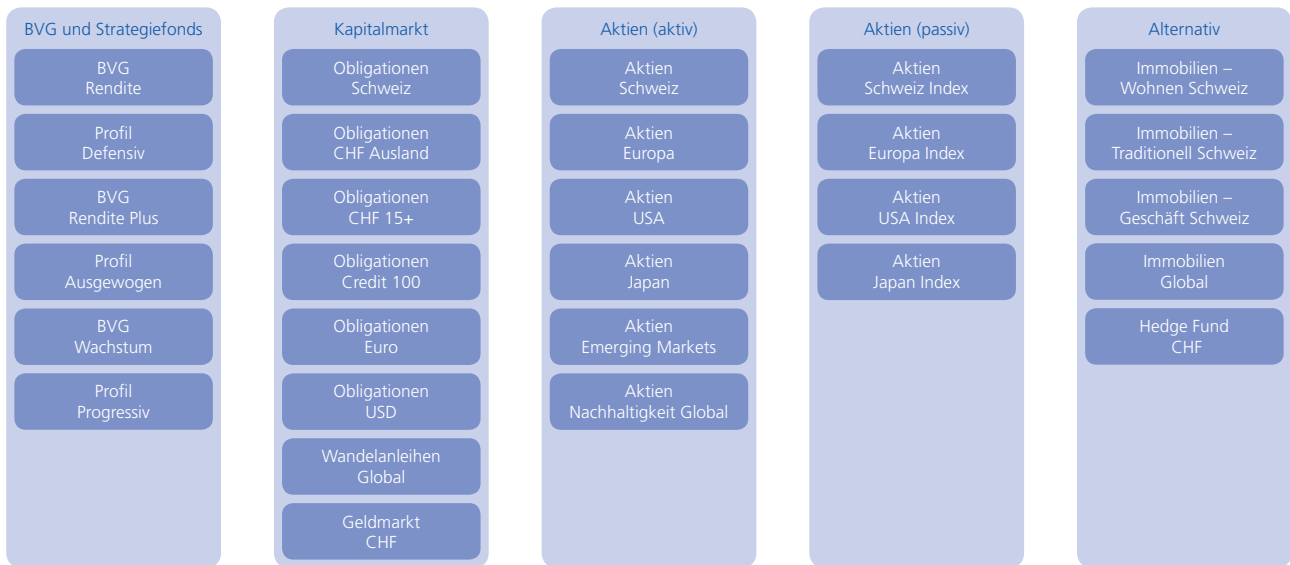 BVG und Strategiefonds
BVG
Rendite
Profil
Defensiv
BVG
Rendite Plus
Profil
Ausgewogen
BVG
Wachstum
Profil
Progressiv
Kapitalmarkt
Obligationen
Schweiz
Obligationen
CHF Ausland
Obligationen
CHF 15+
Obligationen
Credit 100
Obligationen
Euro
Obligationen
USD
Wandelanleihen
Global
Geldmarkt
CHF
Aktien (aktiv)
Aktien
Schweiz
Aktien
Europa
Aktien
USA
Aktien
Japan
Aktien
Emerging Markets
Aktien
Nachhaltigkeit Global
Aktien (passiv)
Aktien
Schweiz Index
Aktien
Europa Index
Aktien
USA Index
Aktien
Japan Index
Alternativ
Immobilien –
Wohnen Schweiz
Immobilien –
Traditionell Schweiz
Immobilien –
Geschäft Schweiz
Immobilien
Global
Hedge Fund
CHF